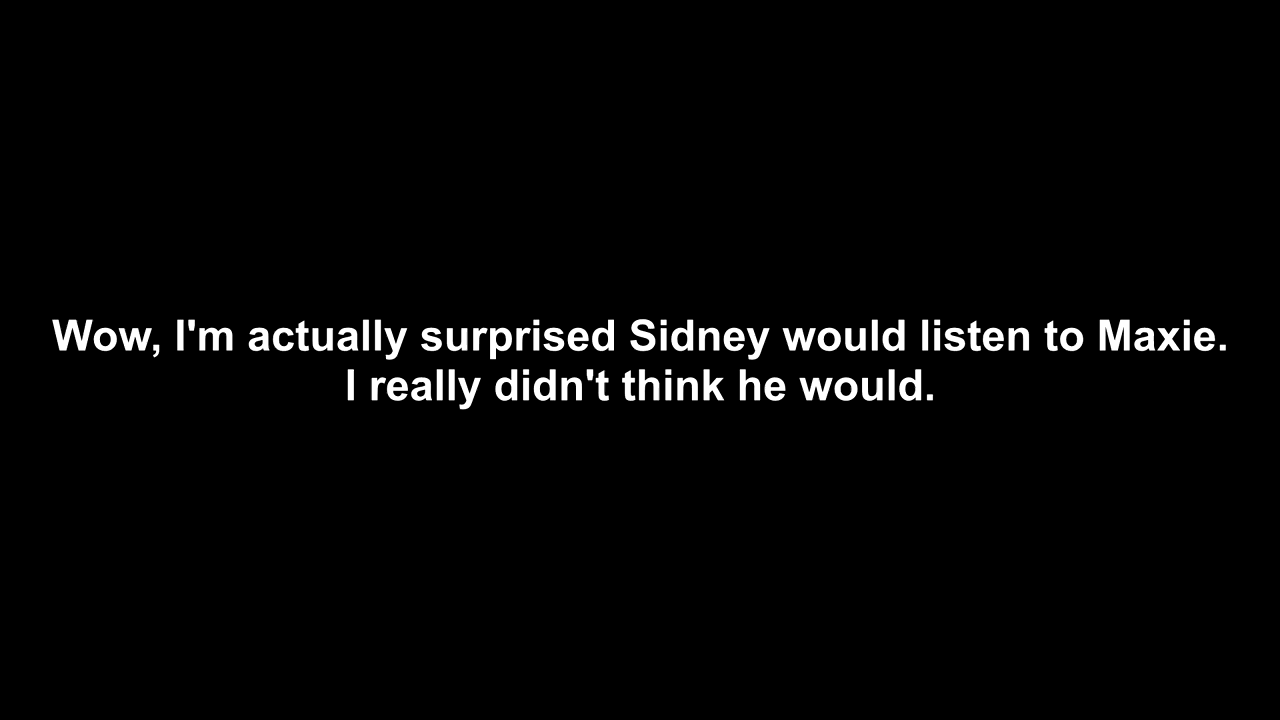 Wow, I'm actually surprised Sidney would listen to Maxie.
I really didn't think he would.